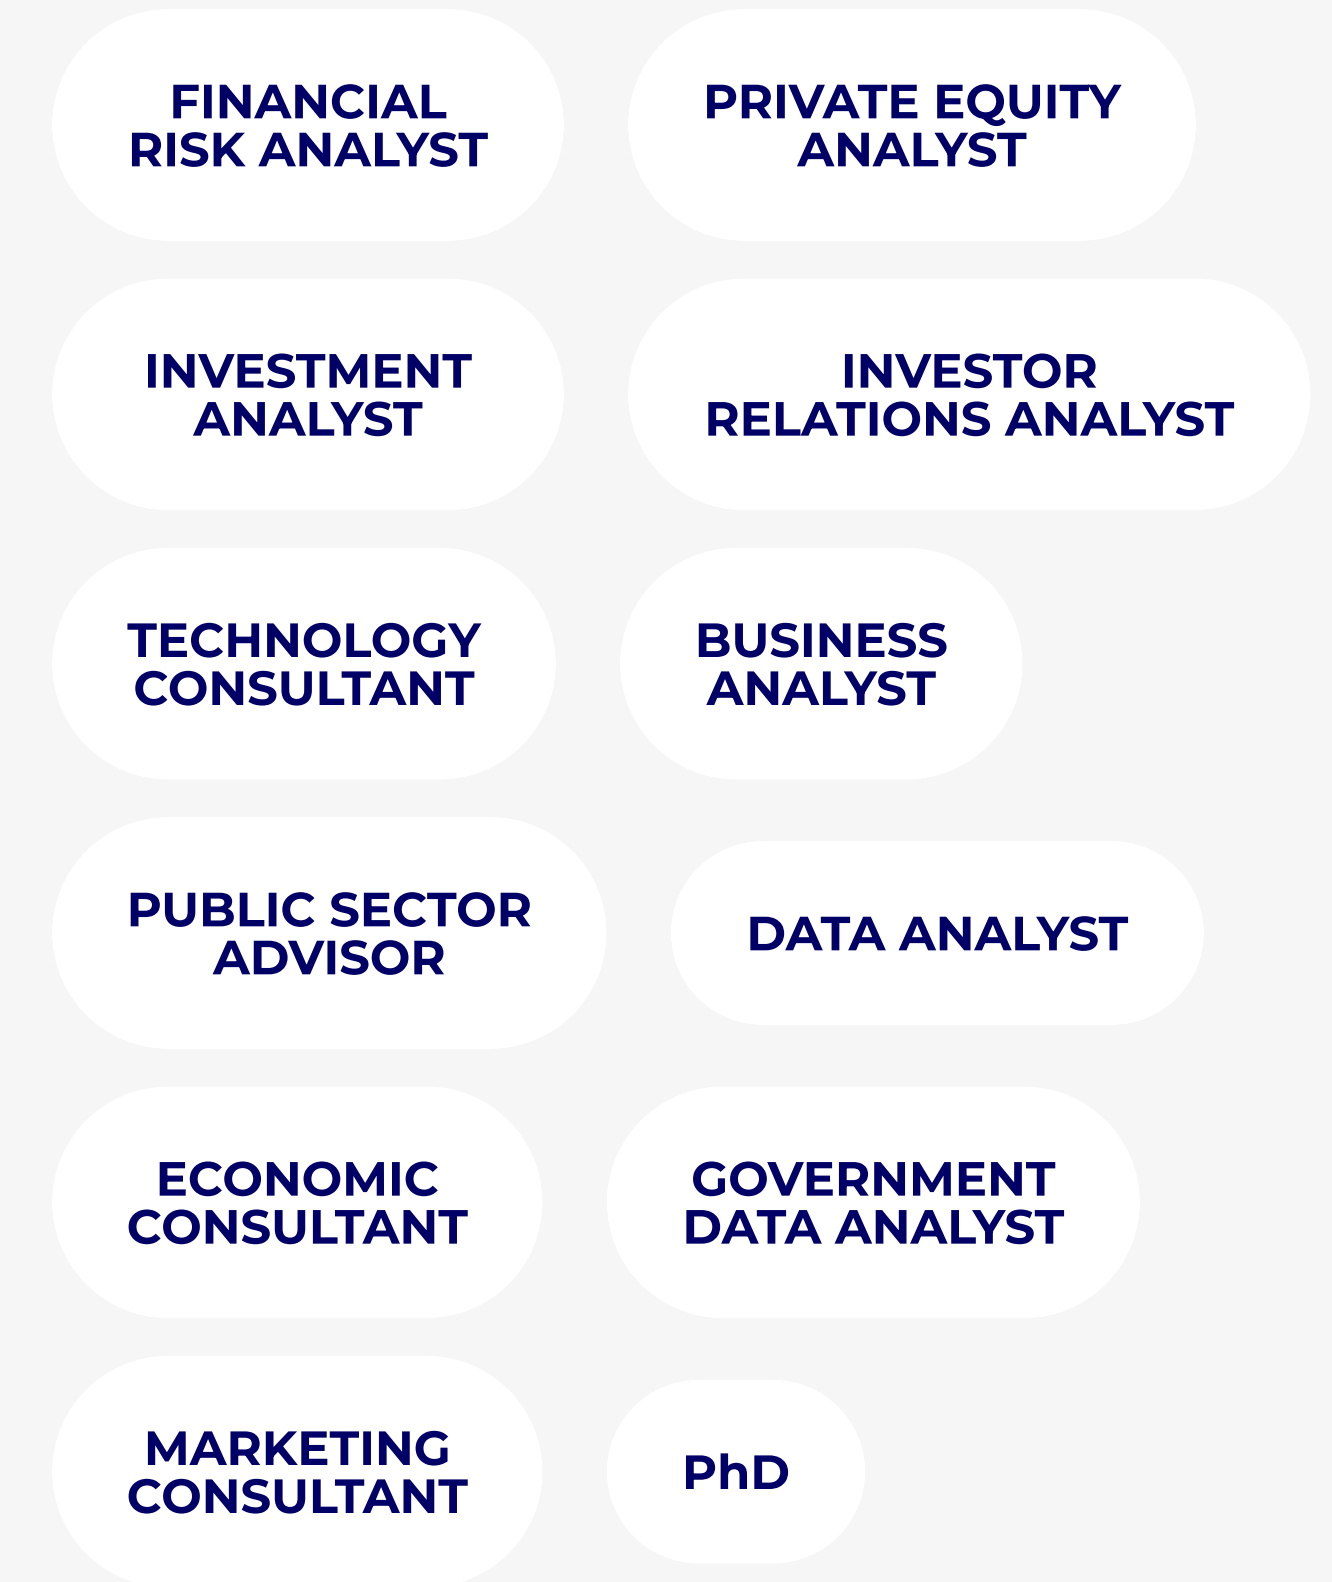 FINANCIAL
RISK ANALYST
PRIVATE EQUITY
ANALYST
INVESTMENT
ANALYST
INVESTOR
RELATIONS ANALYST
TECHNOLOGY
CONSULTANT
BUSINESS
ANALYST
PUBLIC SECTOR
ADVISOR
DATA ANALYST
ECONOMIC
CONSULTANT
GOVERNMENT
DATA ANALYST
MARKETING
CONSULTANT
PhD